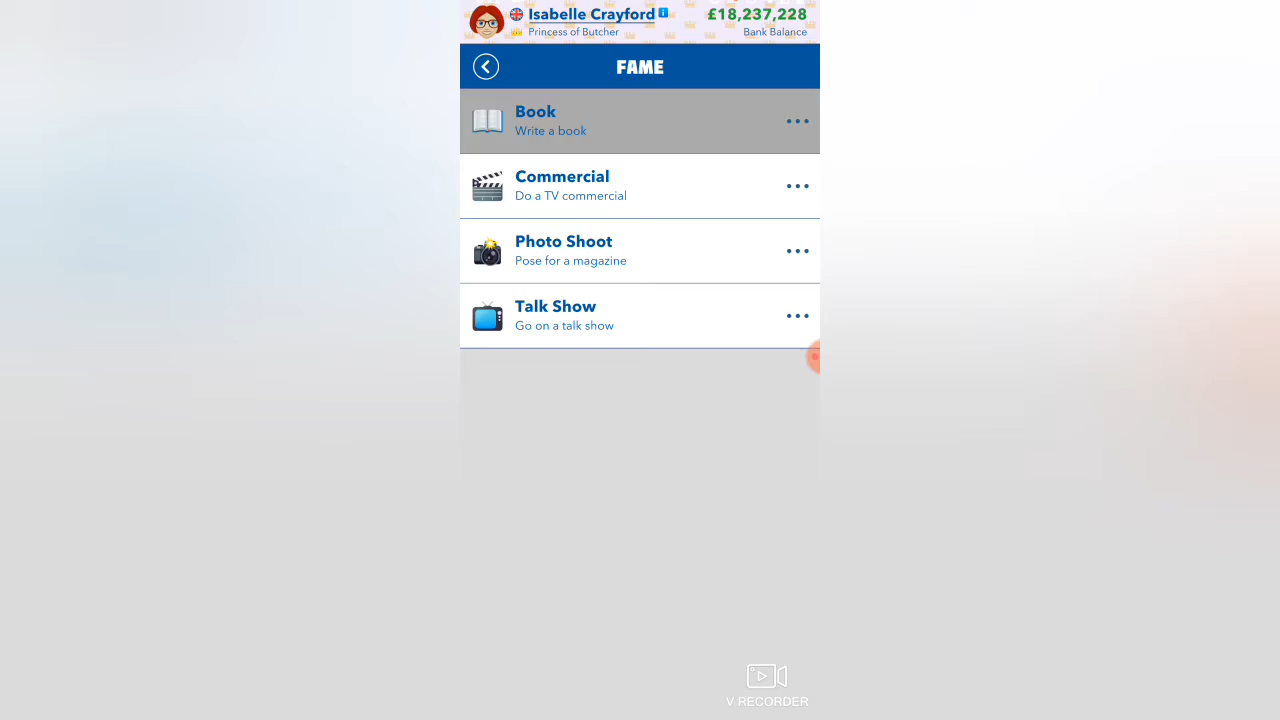 Isabelle Crayford
£18,237,228
Princess of Butcher
Bank Balance
FAME
Book
Write a book
Commercial
Do a TV commercial
Photo Shoot
Pose for a magazine
Talk Show
Go on a talk show
V RECORDER